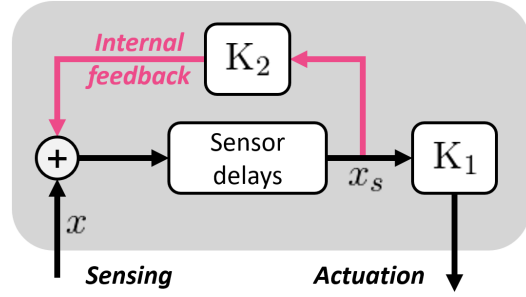 Internal
feedback
K₂
+
Sensor
delays
xₛ
K₁
x
Sensing
Actuation